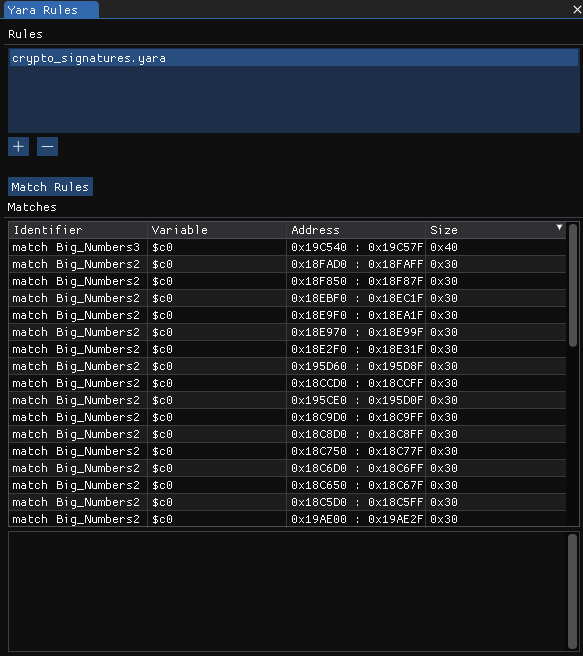 Yara Rules
Rules
crypto_signatures.yara
+ −
Match Rules
Matches
Identifier Variable Address Size
match Big_Numbers3 $c0 0x19C540 : 0x19C57F 0x40
match Big_Numbers2 $c0 0x18FAD0 : 0x18FAFF 0x30
match Big_Numbers2 $c0 0x18F850 : 0x18F87F 0x30
match Big_Numbers2 $c0 0x18EBF0 : 0x18EC1F 0x30
match Big_Numbers2 $c0 0x18E9F0 : 0x18EA1F 0x30
match Big_Numbers2 $c0 0x18E970 : 0x18E99F 0x30
match Big_Numbers2 $c0 0x18E2F0 : 0x18E31F 0x30
match Big_Numbers2 $c0 0x195D60 : 0x195D8F 0x30
match Big_Numbers2 $c0 0x18CCD0 : 0x18CCFF 0x30
match Big_Numbers2 $c0 0x195CE0 : 0x195D0F 0x30
match Big_Numbers2 $c0 0x18C9D0 : 0x18C9FF 0x30
match Big_Numbers2 $c0 0x18C8D0 : 0x18C8FF 0x30
match Big_Numbers2 $c0 0x18C750 : 0x18C77F 0x30
match Big_Numbers2 $c0 0x18C6D0 : 0x18C6FF 0x30
match Big_Numbers2 $c0 0x18C650 : 0x18C67F 0x30
match Big_Numbers2 $c0 0x18C5D0 : 0x18C5FF 0x30
match Big_Numbers2 $c0 0x19AE00 : 0x19AE2F 0x30